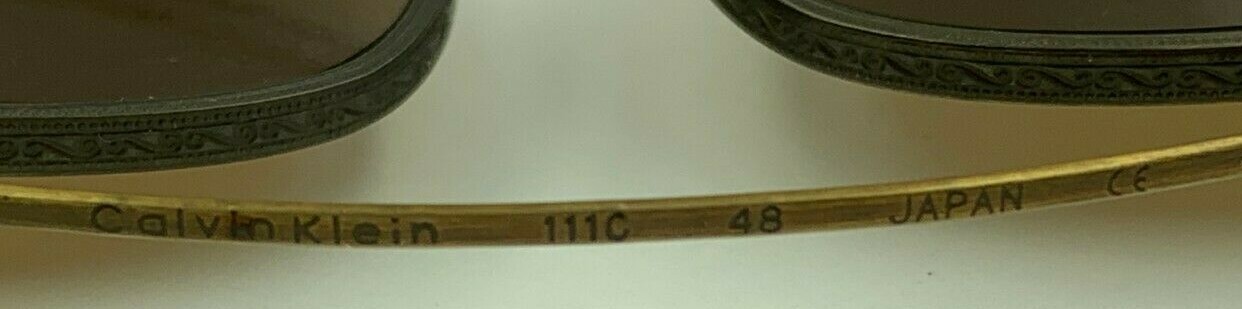 Calvin Klein 111C 48 JAPAN CE